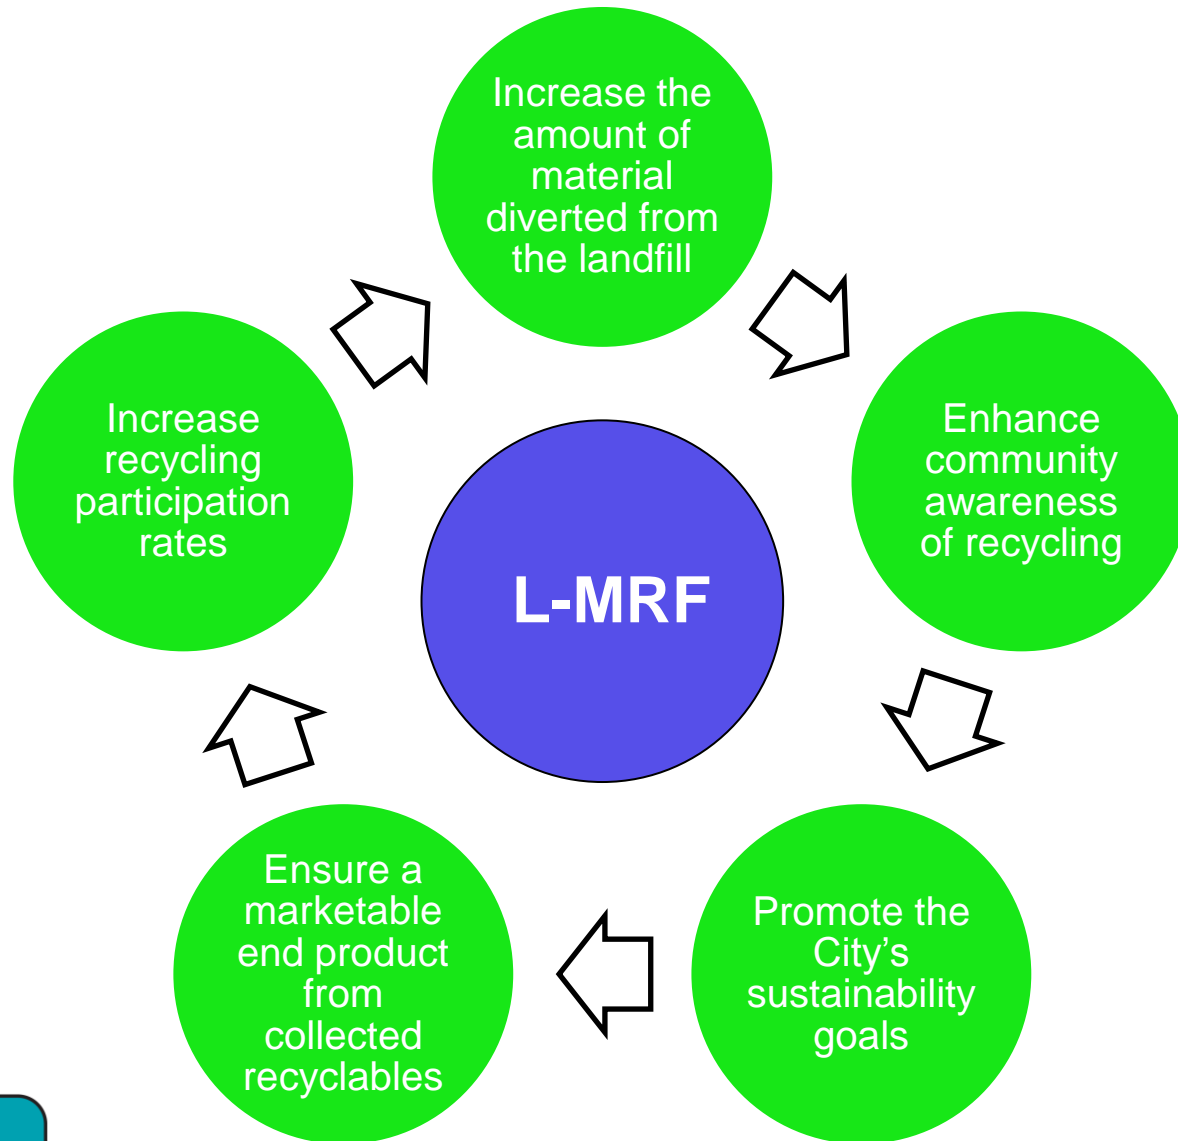 Increase the
amount of
material
diverted from
the landfill
Enhance
community
awareness
of recycling
Promote the
City’s
sustainability
goals
Ensure a
marketable
end product
from
collected
recyclables
Increase
recycling
participation
rates
L-MRF